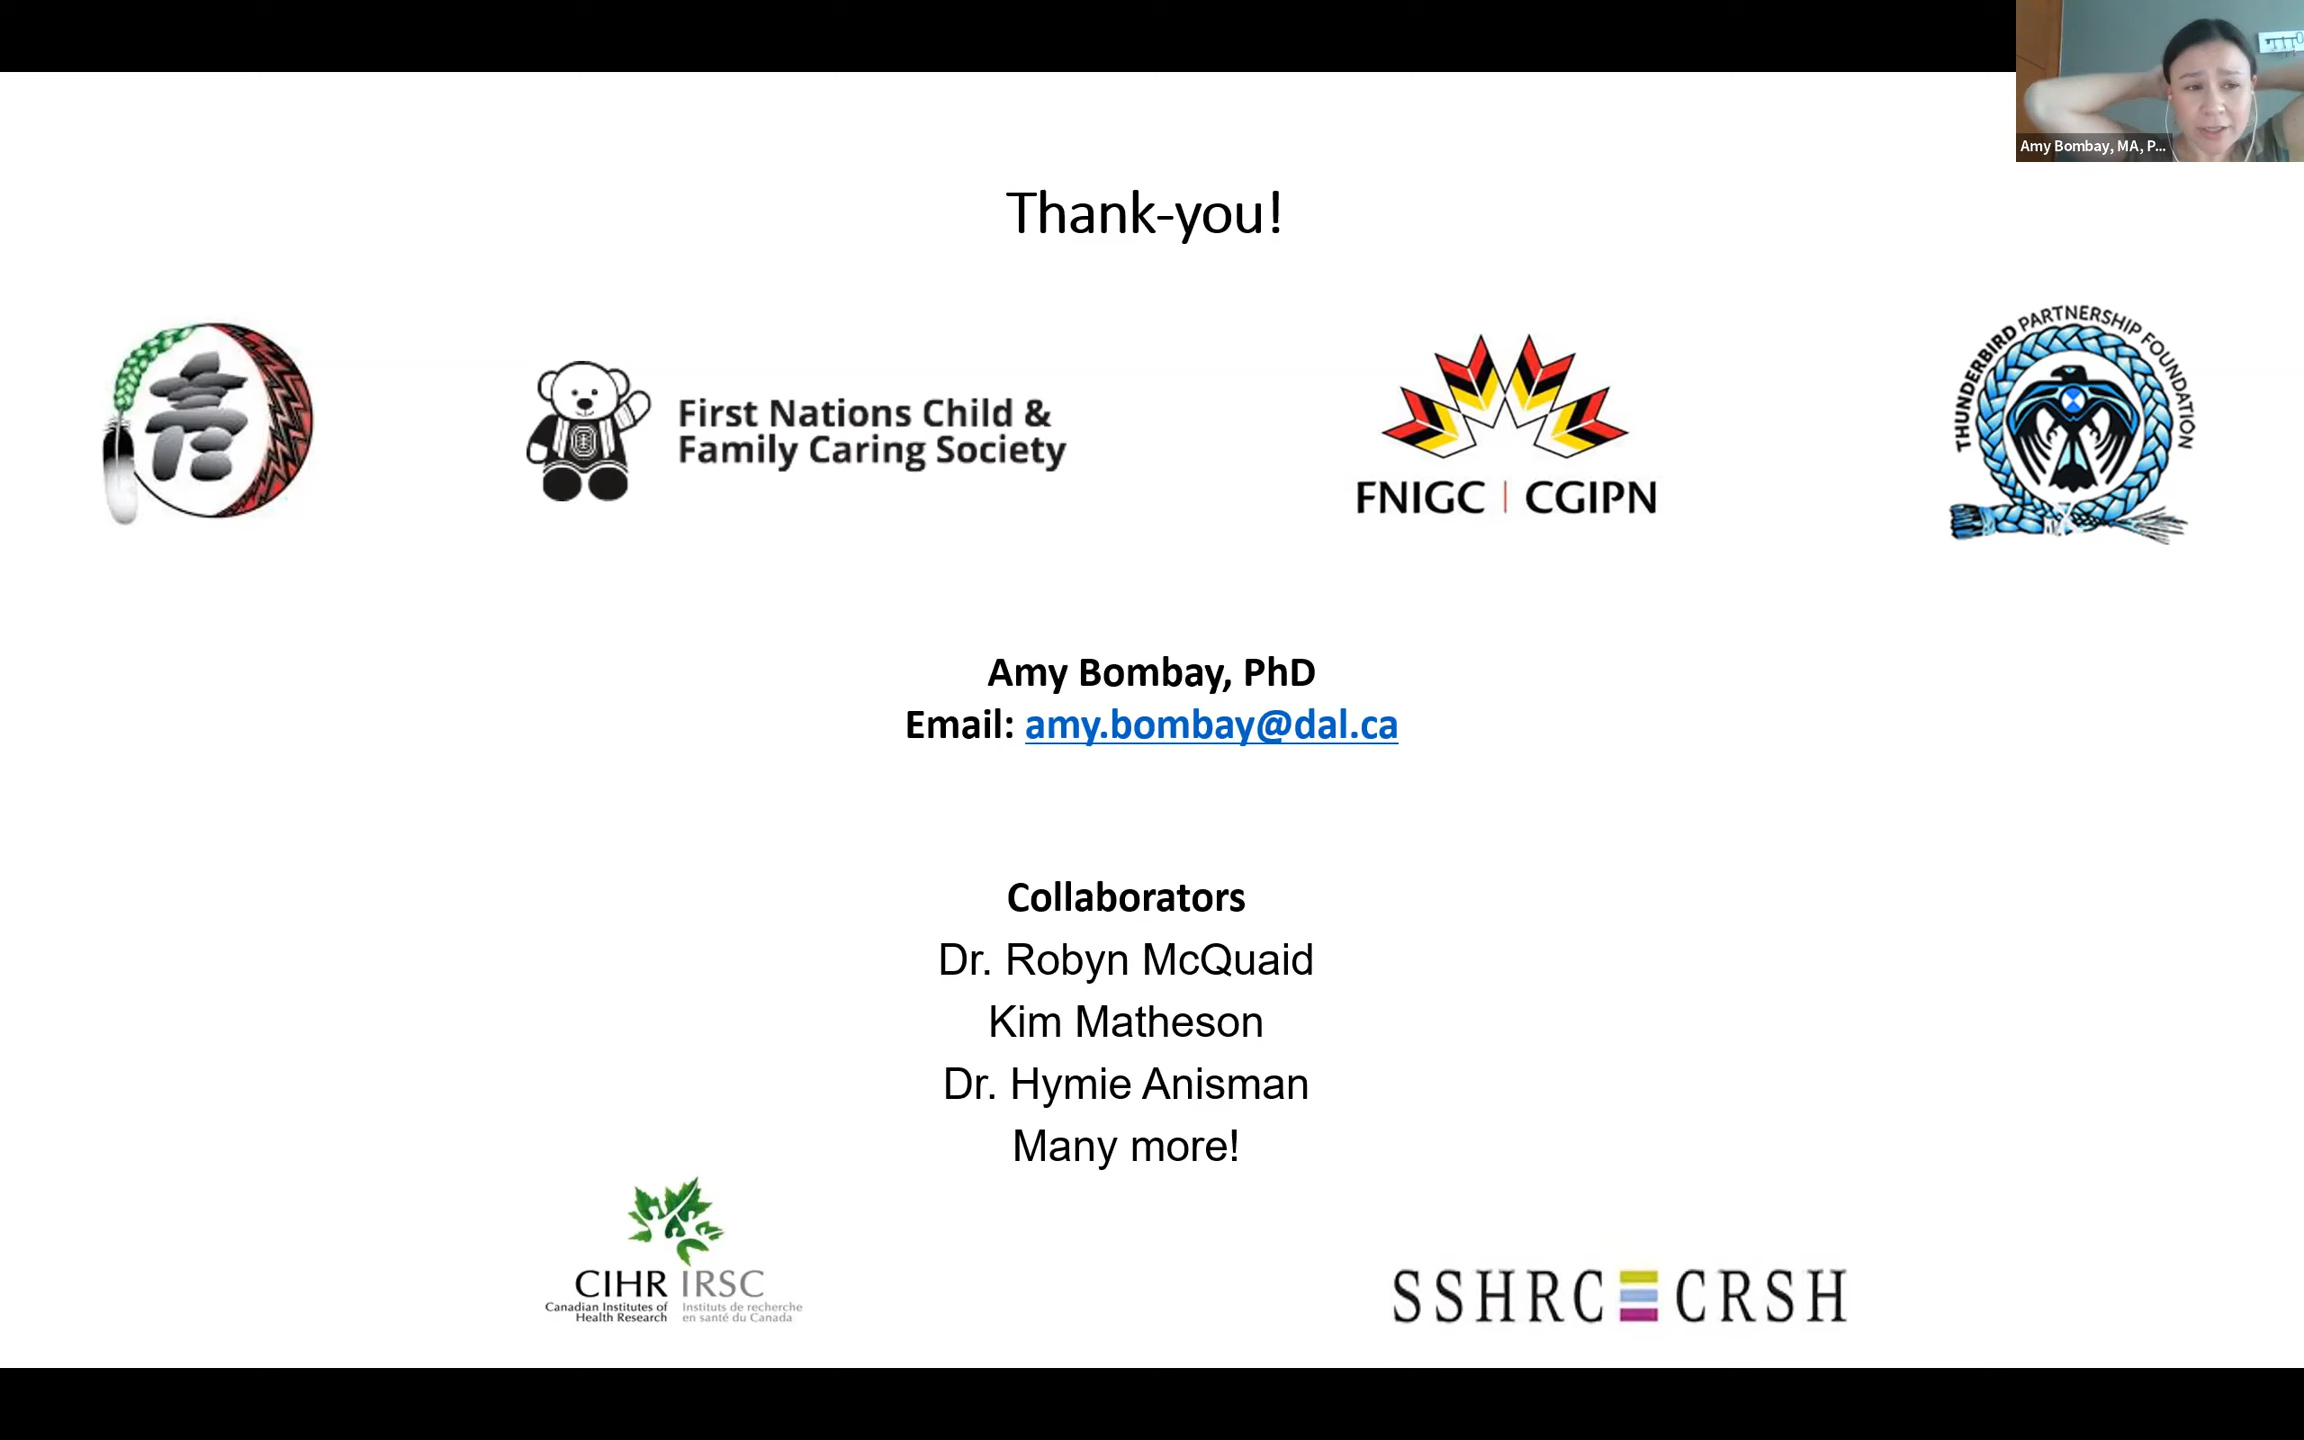 Amy Bombay, MA, P...
Thank-you!
First Nations Child &
Family Caring Society
FNIGC | CGIPN
THUNDERBIRD PARTNERSHIP FOUNDATION
Amy Bombay, PhD
Email: amy.bombay@dal.ca
Collaborators
Dr. Robyn McQuaid
Kim Matheson
Dr. Hymie Anisman
Many more!
CIHR IRSC
Canadian Institutes of Health Research
Instituts de recherche en santé du Canada
SSHRC CRSH